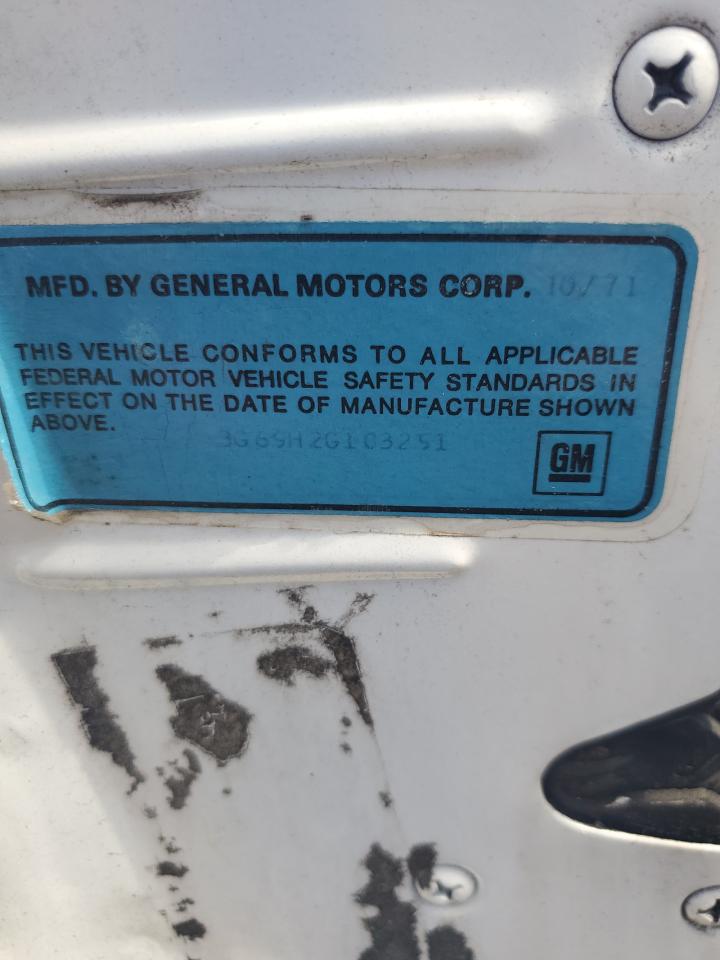 MFD. BY GENERAL MOTORS CORP. 10/71
THIS VEHICLE CONFORMS TO ALL APPLICABLE
FEDERAL MOTOR VEHICLE SAFETY STANDARDS IN
EFFECT ON THE DATE OF MANUFACTURE SHOWN
ABOVE.
3G69H2G103251
GM